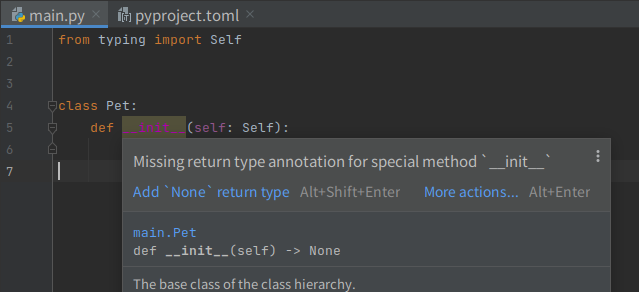 main.py pyproject.toml
1 from typing import Self
2
3
4 class Pet:
5 def __init__(self: Self):
6
7
Missing return type annotation for special method `__init__`
Add `None` return type Alt+Shift+Enter More actions... Alt+Enter
main.Pet
def __init__(self) -> None
The base class of the class hierarchy.